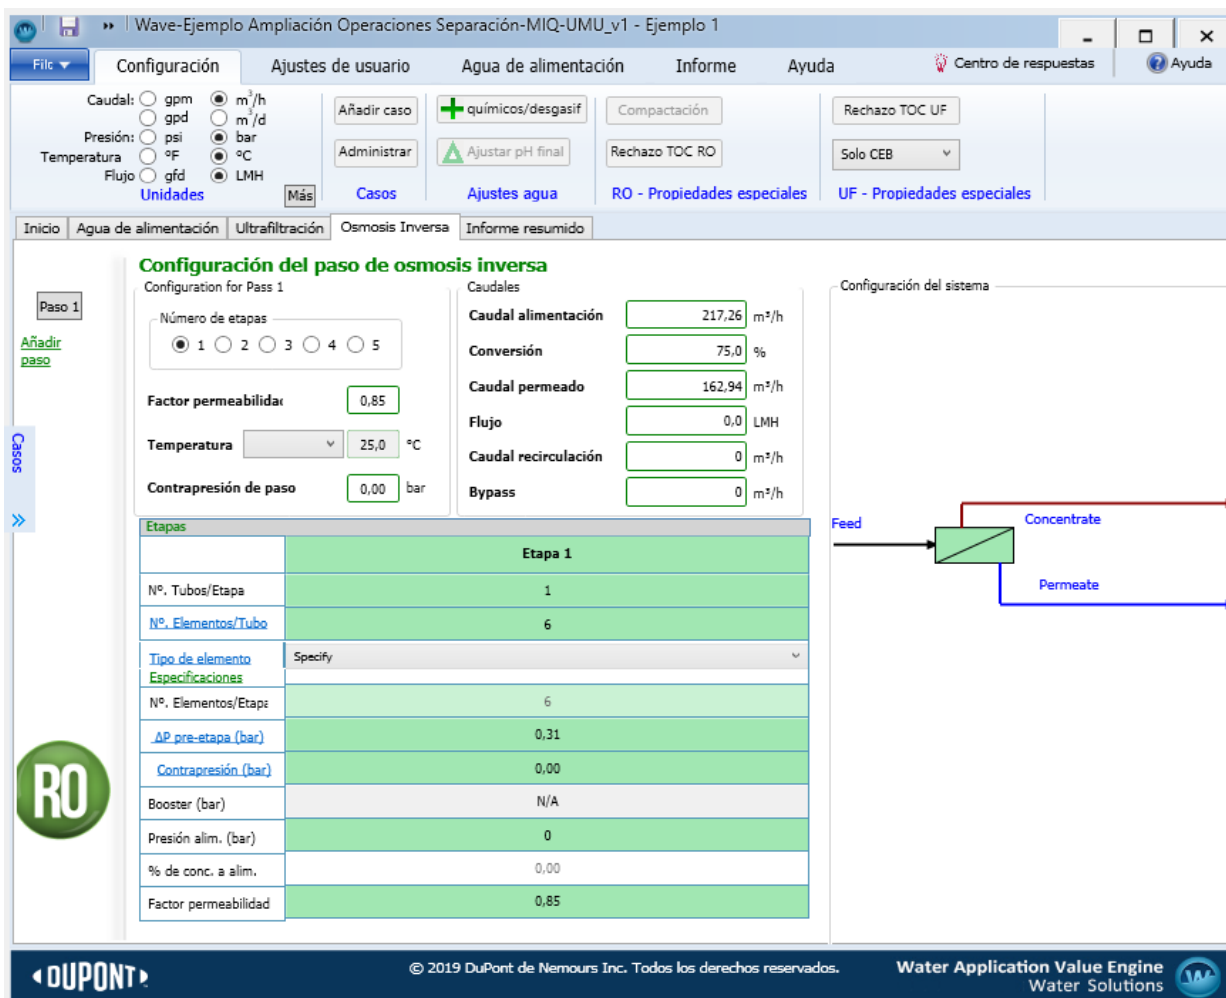 Wave-Ejemplo Ampliación Operaciones Separación-MIQ-UMU_v1 - Ejemplo 1
File Configuración Ajustes de usuario Agua de alimentación Informe Ayuda Centro de respuestas Ayuda
Caudal: gpm m³/h
gpd m³/d
Presión: psi bar
Temperatura °F °C
Flujo gfd LMH
Unidades
Más
Añadir caso
Administrar
Casos
químicos/desgasif
Ajustar pH final
Ajustes agua
Compactación
Rechazo TOC RO
RO - Propiedades especiales
Rechazo TOC UF
Solo CEB
UF - Propiedades especiales
Inicio Agua de alimentación Ultrafiltración Osmosis Inversa Informe resumido
Paso 1
Añadir
paso
Casos
RO
Configuración del paso de osmosis inversa
Configuration for Pass 1
Número de etapas
1 2 3 4 5
Factor permeabilidad 0,85
Temperatura 25,0 °C
Contrapresión de paso 0,00 bar
Caudales
Caudal alimentación 217,26 m³/h
Conversión 75,0 %
Caudal permeado 162,94 m³/h
Flujo 0,0 LMH
Caudal recirculación 0 m³/h
Bypass 0 m³/h
Configuración del sistema
Feed
Concentrate
Permeate
Etapas
Etapa 1
Nº. Tubos/Etapa 1
Nº. Elementos/Tubo 6
Tipo de elemento Specify
Especificaciones
Nº. Elementos/Etapa 6
ΔP pre-etapa (bar) 0,31
Contrapresión (bar) 0,00
Booster (bar) N/A
Presión alim. (bar) 0
% de conc. a alim. 0,00
Factor permeabilidad 0,85
DUPONT
© 2019 DuPont de Nemours Inc. Todos los derechos reservados.
Water Application Value Engine
Water Solutions